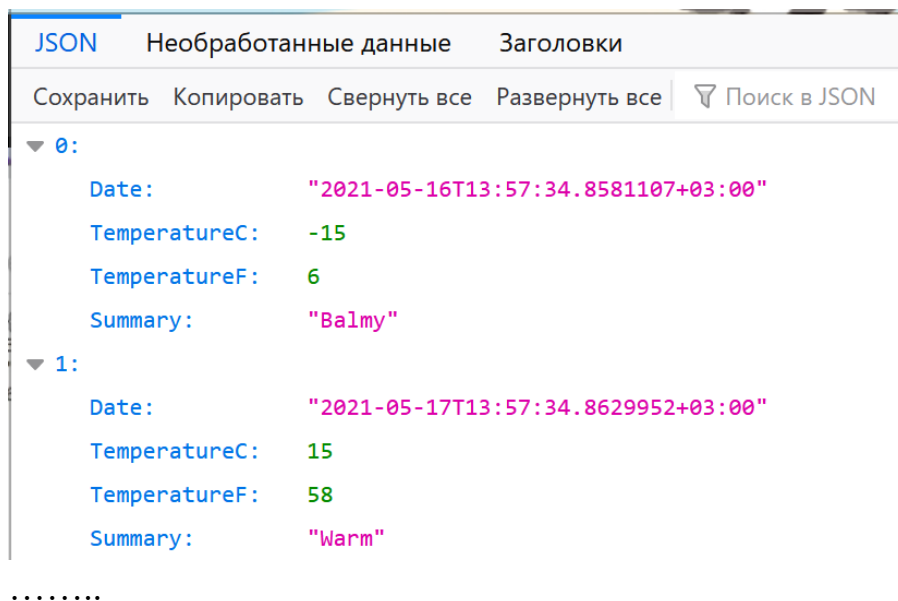 JSON Необработанные данные Заголовки
Сохранить Копировать Свернуть все Развернуть все Поиск в JSON
0:
Date: "2021-05-16T13:57:34.8581107+03:00"
TemperatureC: -15
TemperatureF: 6
Summary: "Balmy"
1:
Date: "2021-05-17T13:57:34.8629952+03:00"
TemperatureC: 15
TemperatureF: 58
Summary: "Warm"
........